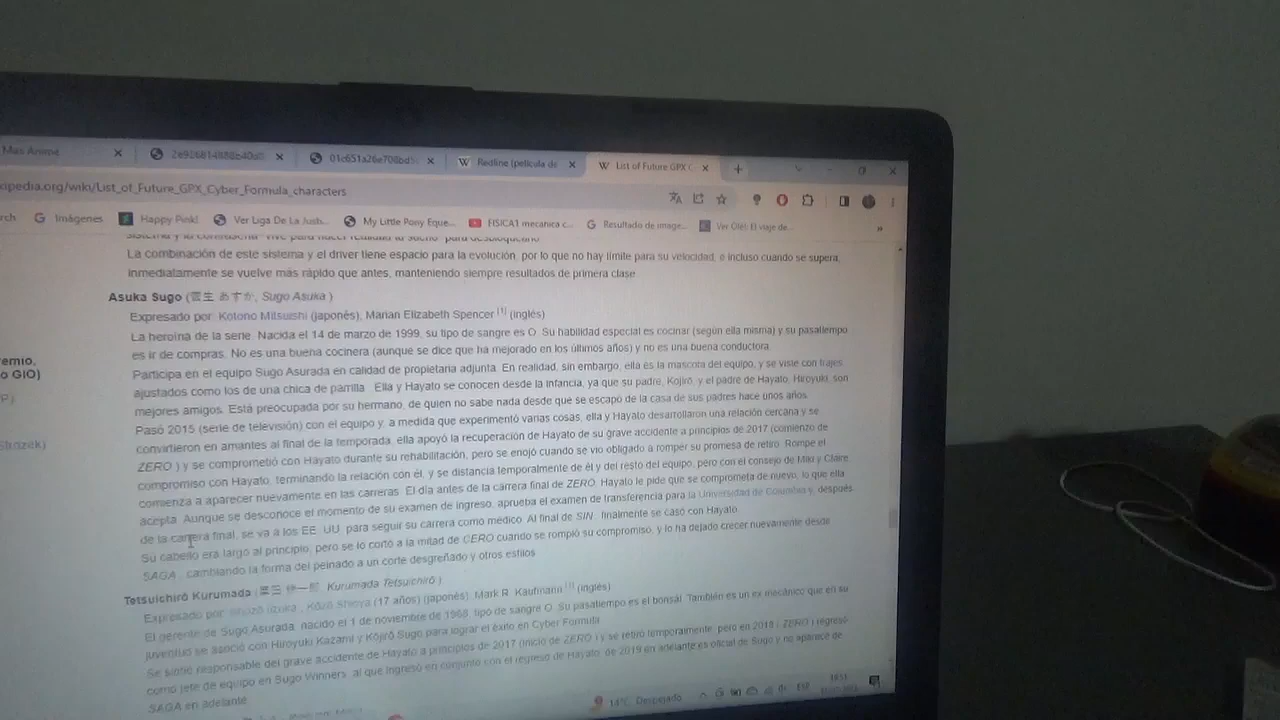 Mas Anime
2e926814888b40d8
01c651a26e708bd5
Redline (película de
List of Future GPX C
ipedia.org/wiki/List_of_Future_GPX_Cyber_Formula_characters
rch
Imágenes
Happy Pink!
Ver Liga De La Justi...
My Little Pony Eque...
FISICA1 mecanica c...
Resultado de image...
Ver Olé!: El viaje de...
La combinación de este sistema y el driver tiene espacio para la evolución, por lo que no hay límite para su velocidad, e incluso cuando se supera,
inmediatamente se vuelve más rápido que antes, manteniendo siempre resultados de primera clase
Asuka Sugo (菅生 あすか, Sugo Asuka )
Expresado por: Kotono Mitsuishi (japonés), Marian Elizabeth Spencer [1] (inglés)
La heroína de la serie. Nacida el 14 de marzo de 1999, su tipo de sangre es O. Su habilidad especial es cocinar (según ella misma) y su pasatiempo
es ir de compras. No es una buena cocinera (aunque se dice que ha mejorado en los últimos años) y no es una buena conductora.
Participa en el equipo Sugo Asurada en calidad de propietaria adjunta. En realidad, sin embargo, ella es la mascota del equipo, y se viste con trajes
ajustados como los de una chica de parrilla. Ella y Hayato se conocen desde la infancia, ya que su padre, Kojiro, y el padre de Hayato, Hiroyuki, son
mejores amigos. Está preocupada por su hermano, de quien no sabe nada desde que se escapó de la casa de sus padres hace unos años.
Pasó 2015 (serie de televisión) con el equipo y, a medida que experimentó varias cosas, ella y Hayato desarrollaron una relación cercana y se
convirtieron en amantes al final de la temporada, ella apoyó la recuperación de Hayato de su grave accidente a principios de 2017 (comienzo de
ZERO ) y se comprometió con Hayato durante su rehabilitación, pero se enojó cuando se vio obligado a romper su promesa de retiro. Rompe el
compromiso con Hayato, terminando la relación con él, y se distancia temporalmente de él y del resto del equipo, pero con el consejo de Miki y Claire,
comienza a aparecer nuevamente en las carreras. El día antes de la carrera final de ZERO, Hayato le pide que se comprometa de nuevo, lo que ella
acepta. Aunque se desconoce el momento de su examen de ingreso, aprueba el examen de transferencia para la Universidad de Columbia y, después
de la carrera final, se va a los EE. UU. para seguir su carrera como médico. Al final de SIN , finalmente se casó con Hayato.
Su cabello era largo al principio, pero se lo cortó a la mitad de CERO cuando se rompió su compromiso, y lo ha dejado crecer nuevamente desde
SAGA , cambiando la forma del peinado a un corte desgreñado y otros estilos.
Tetsuichirō Kurumada ( Kurumada Tetsuichirō )
Expresado por: Shōzō Iizuka , Kōzō Shioya (17 años) (japonés), Mark R. Kaufmann [1] (inglés)
El gerente de Sugo Asurada, nacido el 1 de noviembre de 1968, tipo de sangre O. Su pasatiempo es el bonsái. También es un ex mecánico que en su
juventud se asoció con Hiroyuki Kazami y Kōjirō Sugo para lograr el éxito en Cyber Formula.
Se sintió responsable del grave accidente de Hayato a principios de 2017 (inicio de ZERO ) y se retiró temporalmente, pero en 2018 ( ZERO ) regresó
como jefe de equipo en Sugo Winners, al que ingresó en conjunto con el regreso de Hayato. de 2019 en adelante es oficial de Sugo y no aparece de
SAGA en adelante.
emio,
o GIO)
14°C Despejado
ESP